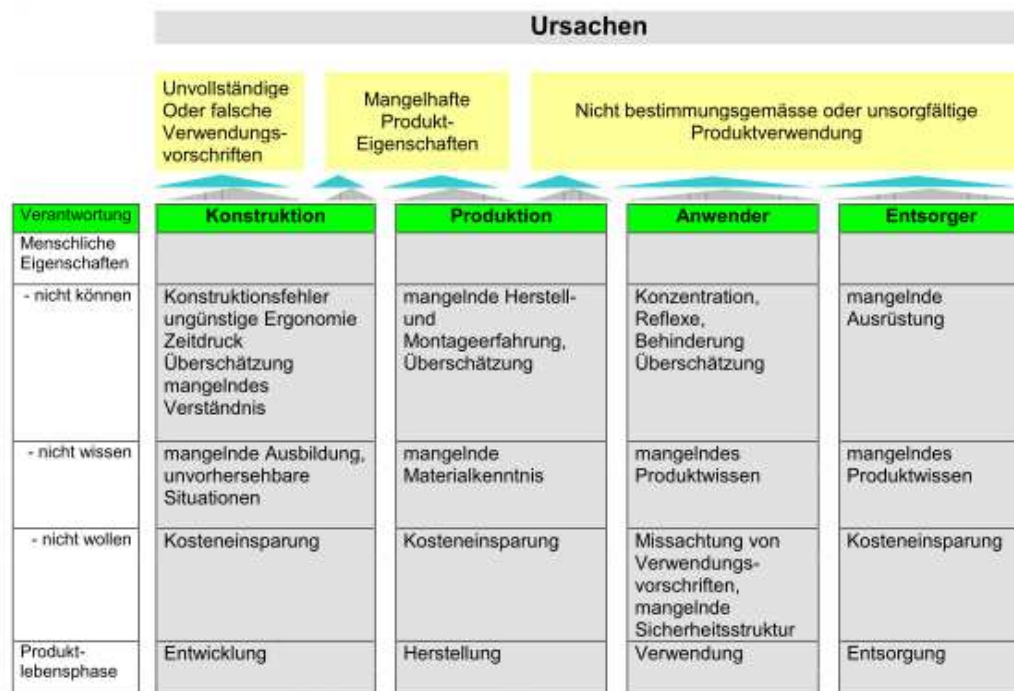 Ursachen
Unvollständige
Oder falsche
Verwendungs-
vorschriften
Mangelhafte
Produkt-
Eigenschaften
Nicht bestimmungsgemässe oder unsorgfältige
Produktverwendung
Verantwortung
Konstruktion
Produktion
Anwender
Entsorger
Menschliche
Eigenschaften
- nicht können
Konstruktionsfehler
ungünstige Ergonomie
Zeitdruck
Überschätzung
mangelndes
Verständnis
mangelnde Herstell-
und
Montageerfahrung,
Überschätzung
Konzentration,
Reflexe,
Behinderung
Überschätzung
mangelnde
Ausrüstung
- nicht wissen
mangelnde Ausbildung,
unvorhersehbare
Situationen
mangelnde
Materialkenntnis
mangelndes
Produktwissen
mangelndes
Produktwissen
- nicht wollen
Kosteneinsparung
Kosteneinsparung
Missachtung von
Verwendungs-
vorschriften,
mangelnde
Sicherheitsstruktur
Kosteneinsparung
Produkt-
lebensphase
Entwicklung
Herstellung
Verwendung
Entsorgung